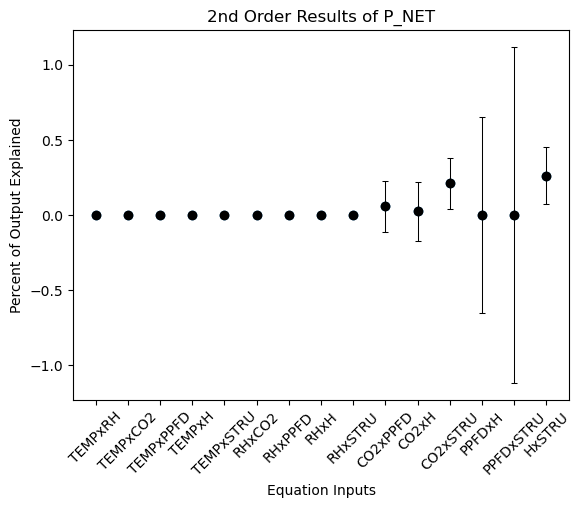 2nd Order Results of P_NET
Percent of Output Explained
1.0
0.5
0.0
−0.5
−1.0
TEMPxRH
TEMPxCO2
TEMPxPPFD
TEMPxH
TEMPxSTRU
RHxCO2
RHxPPFD
RHxH
RHxSTRU
CO2xPPFD
CO2xH
CO2xSTRU
PPFDxH
PPFDxSTRU
HxSTRU
Equation Inputs